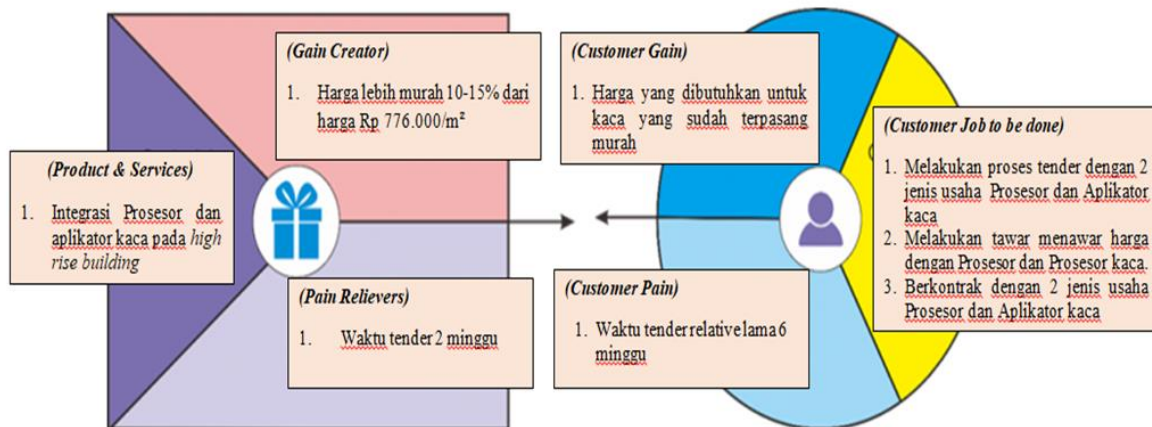 (Gain Creator)
1. Harga lebih murah 10-15% dari
harga Rp 776.000/m²
(Product & Services)
1. Integrasi Prosesor dan
aplikator kaca pada high
rise building
(Pain Relievers)
1. Waktu tender 2 minggu
(Customer Gain)
1. Harga yang dibutuhkan untuk
kaca yang sudah terpasang
murah
(Customer Pain)
1. Waktu tender relative lama 6
minggu
(Customer Job to be done)
1. Melakukan proses tender dengan 2
jenis usaha Prosesor dan Aplikator
kaca
2. Melakukan tawar menawar harga
dengan Prosesor dan Prosesor kaca.
3. Berkontrak dengan 2 jenis usaha
Prosesor dan Aplikator kaca